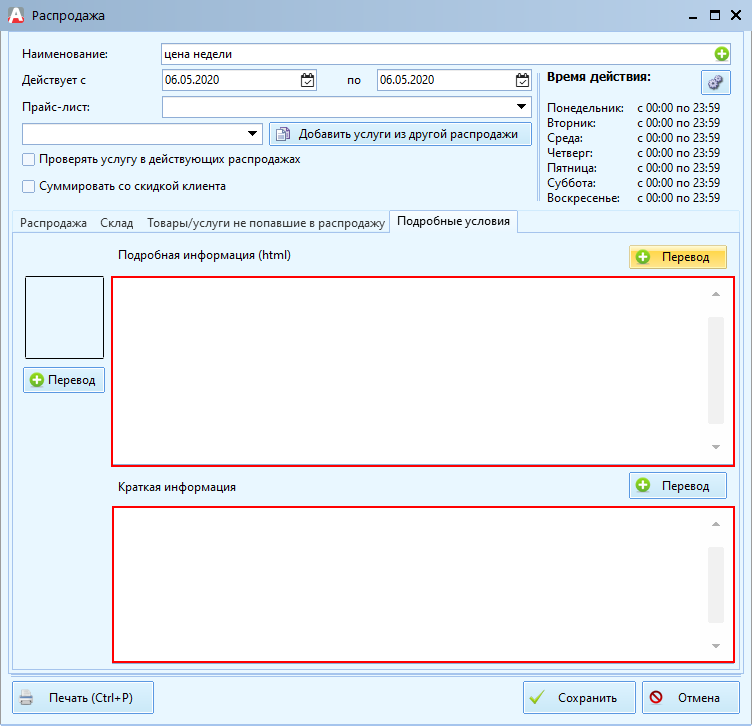 Распродажа
Наименование: цена недели
Действует с 06.05.2020 по 06.05.2020
Время действия:
Прайс-лист:
Добавить услуги из другой распродажи
Проверять услугу в действующих распродажах
Суммировать со скидкой клиента
Понедельник: с 00:00 по 23:59
Вторник: с 00:00 по 23:59
Среда: с 00:00 по 23:59
Четверг: с 00:00 по 23:59
Пятница: с 00:00 по 23:59
Суббота: с 00:00 по 23:59
Воскресенье: с 00:00 по 23:59
Распродажа Склад Товары/услуги не попавшие в распродажу Подробные условия
Подробная информация (html) Перевод
Перевод
Краткая информация Перевод
Печать (Ctrl+P) Сохранить Отмена